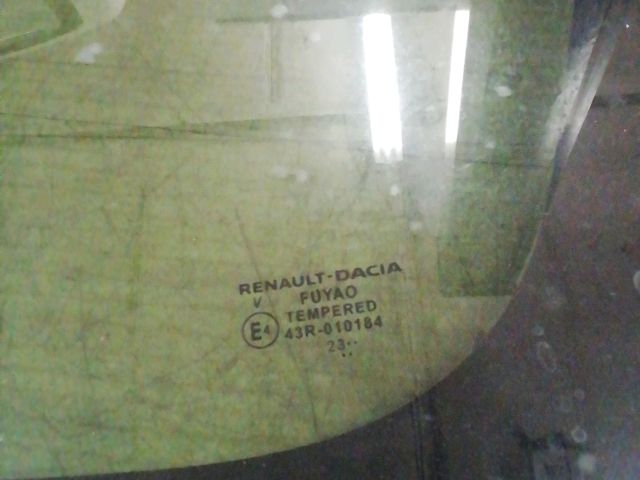 RENAULT-DACIA
V FUYAO
TEMPERED
E4 43R-010184
23..
..